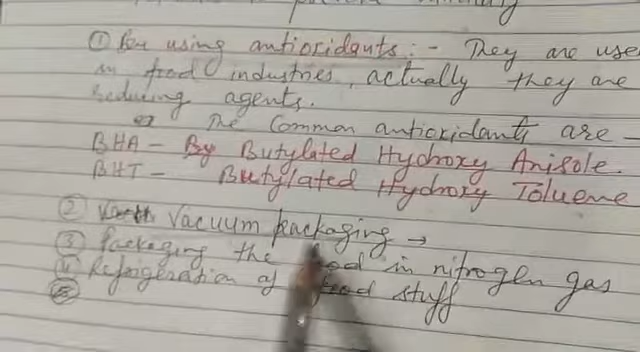 ① By using antioxidants :- They are use
in food industries, actually they are
reducing agents.
The Common antioxidants are -
BHA - By Butylated Hydroxy Anisole.
BHT - Butylated Hydroxy Toluene
② Vacuum packaging →
③ Packaging the food in nitrogen gas
④ Refrigeration of food stuff
⑤